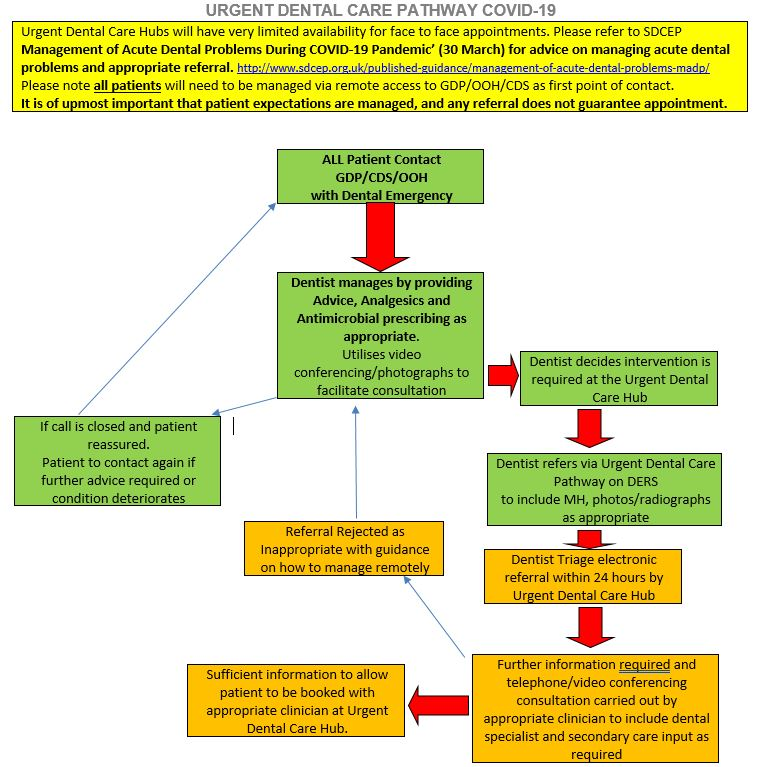 URGENT DENTAL CARE PATHWAY COVID-19
Urgent Dental Care Hubs will have very limited availability for face to face appointments. Please refer to SDCEP
Management of Acute Dental Problems During COVID-19 Pandemic’ (30 March) for advice on managing acute dental
problems and appropriate referral. http://www.sdcep.org.uk/published-guidance/management-of-acute-dental-problems-madp/
Please note all patients will need to be managed via remote access to GDP/OOH/CDS as first point of contact.
It is of upmost important that patient expectations are managed, and any referral does not guarantee appointment.
ALL Patient Contact
GDP/CDS/OOH
with Dental Emergency
Dentist manages by providing
Advice, Analgesics and
Antimicrobial prescribing as
appropriate.
Utilises video
conferencing/photographs to
facilitate consultation
Dentist decides intervention is
required at the Urgent Dental
Care Hub
If call is closed and patient
reassured.
Patient to contact again if
further advice required or
condition deteriorates
Dentist refers via Urgent Dental Care
Pathway on DERS
to include MH, photos/radiographs
as appropriate
Referral Rejected as
Inappropriate with guidance
on how to manage remotely
Dentist Triage electronic
referral within 24 hours by
Urgent Dental Care Hub
Sufficient information to allow
patient to be booked with
appropriate clinician at Urgent
Dental Care Hub.
Further information required and
telephone/video conferencing
consultation carried out by
appropriate clinician to include dental
specialist and secondary care input as
required